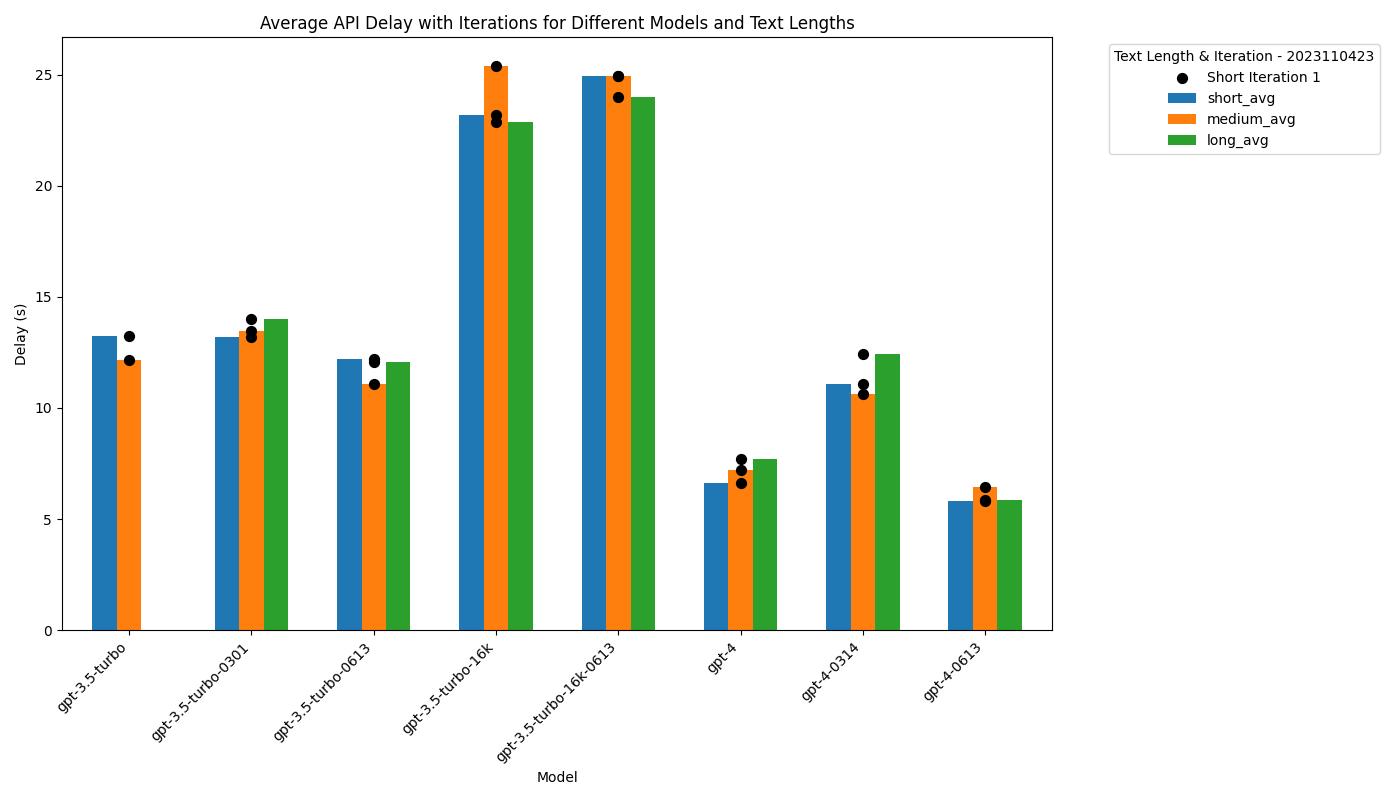 Average API Delay with Iterations for Different Models and Text Lengths
Text Length & Iteration - 2023110423
Short Iteration 1
short_avg
medium_avg
long_avg
Delay (s)
25
20
15
10
5
0
gpt-3.5-turbo
gpt-3.5-turbo-0301
gpt-3.5-turbo-0613
gpt-3.5-turbo-16k
gpt-3.5-turbo-16k-0613
gpt-4
gpt-4-0314
gpt-4-0613
Model